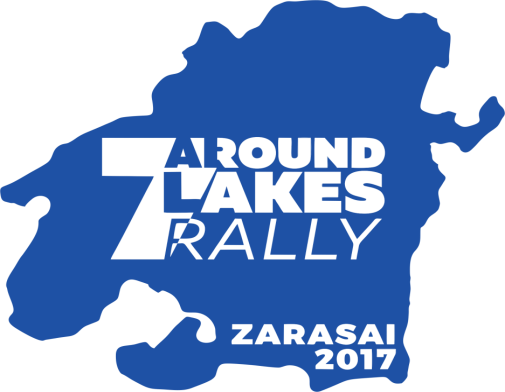 7 AROUND
LAKES
RALLY
ZARASAI
2017